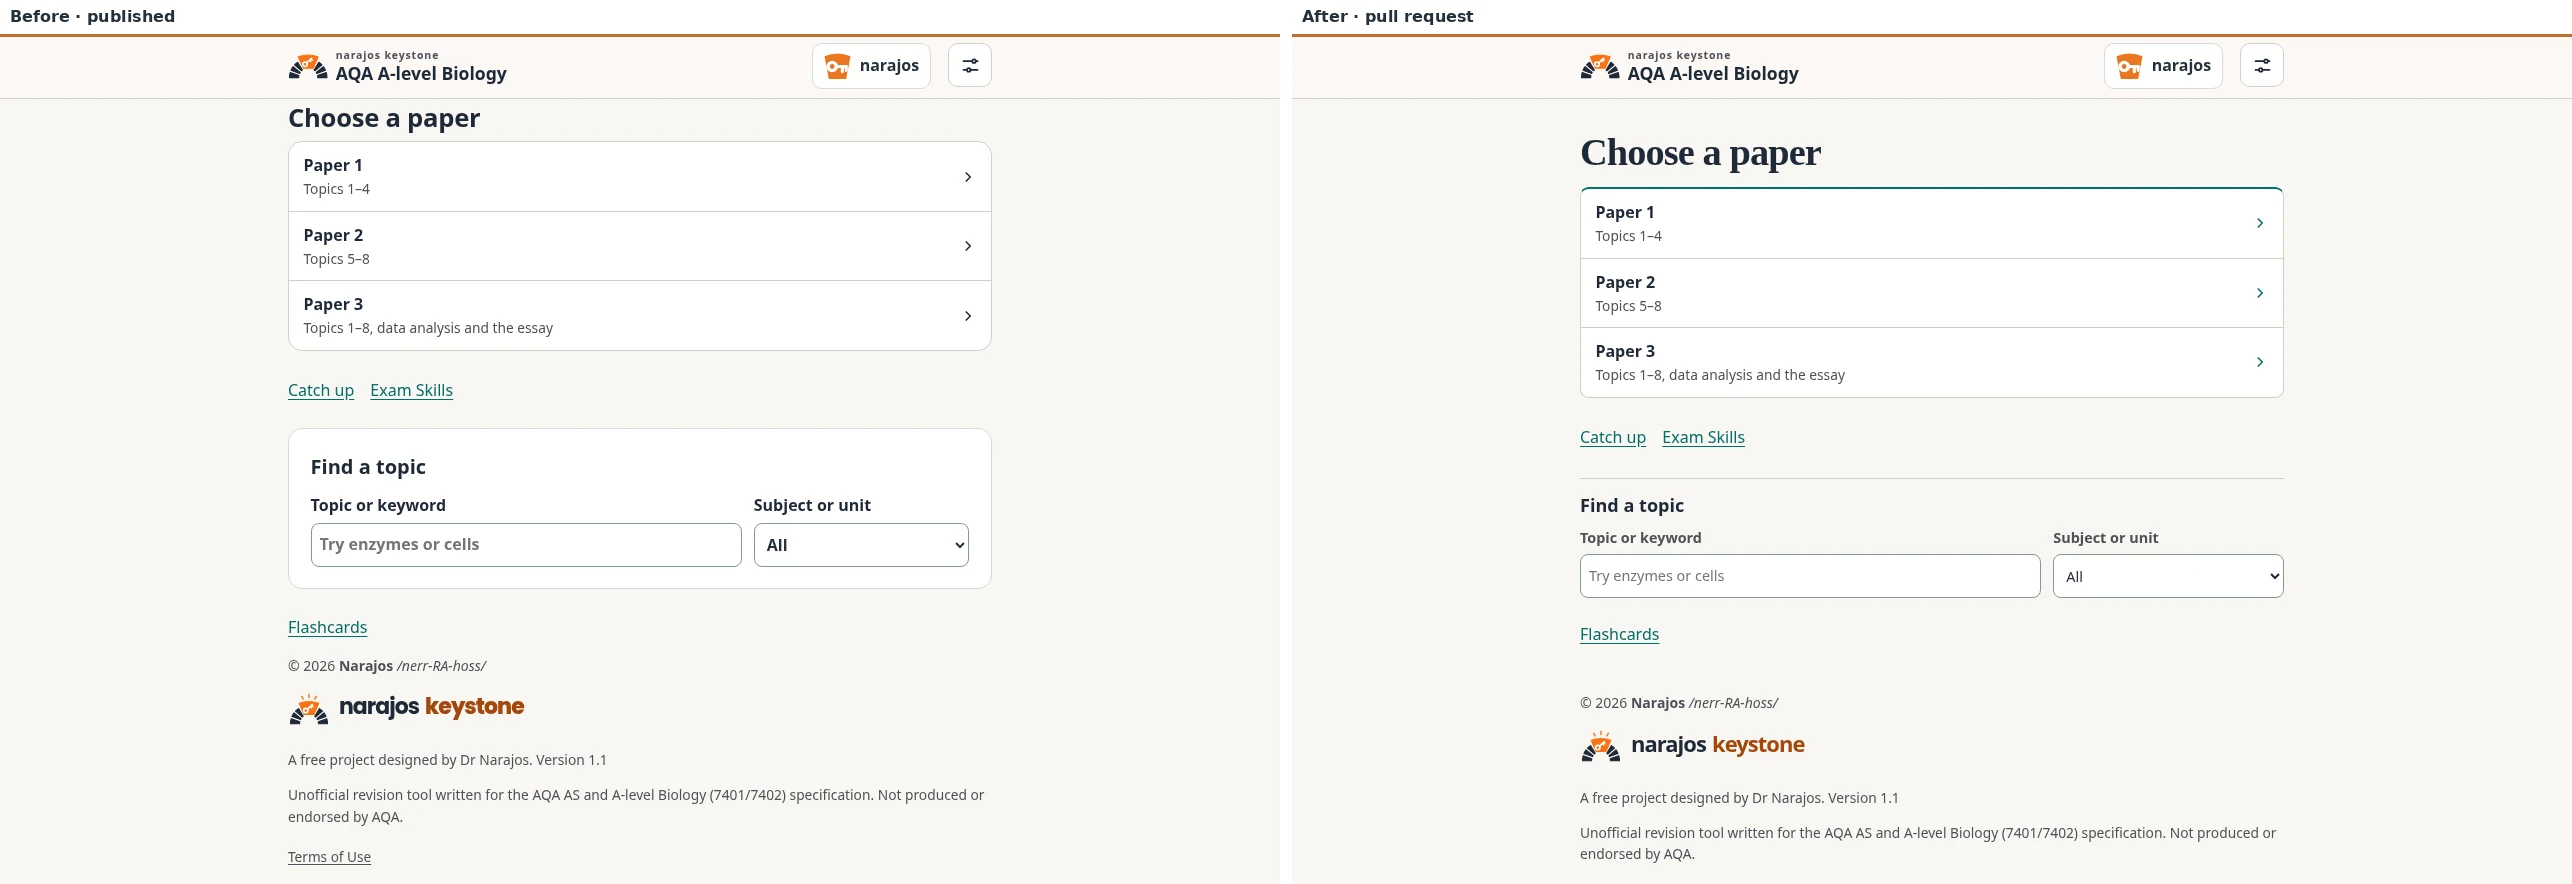 Before · published
narajos keystone
AQA A-level Biology
narajos
Choose a paper
Paper 1
Topics 1–4
Paper 2
Topics 5–8
Paper 3
Topics 1–8, data analysis and the essay
Catch up Exam Skills
Find a topic
Topic or keyword Subject or unit
Try enzymes or cells All
Flashcards
© 2026 Narajos /nerr-RA-hoss/
narajos keystone
A free project designed by Dr Narajos. Version 1.1
Unofficial revision tool written for the AQA AS and A-level Biology (7401/7402) specification. Not produced or
endorsed by AQA.
Terms of Use
After · pull request
narajos keystone
AQA A-level Biology
narajos
Choose a paper
Paper 1
Topics 1–4
Paper 2
Topics 5–8
Paper 3
Topics 1–8, data analysis and the essay
Catch up Exam Skills
Find a topic
Topic or keyword Subject or unit
Try enzymes or cells All
Flashcards
© 2026 Narajos /nerr-RA-hoss/
narajos keystone
A free project designed by Dr Narajos. Version 1.1
Unofficial revision tool written for the AQA AS and A-level Biology (7401/7402) specification. Not produced or
endorsed by AQA.